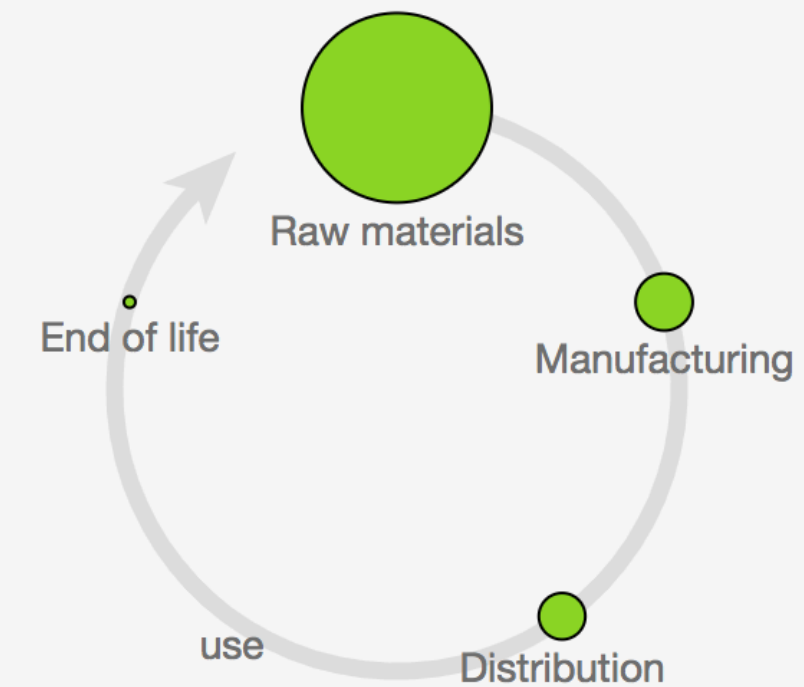 Raw materials
Manufacturing
Distribution
use
End of life